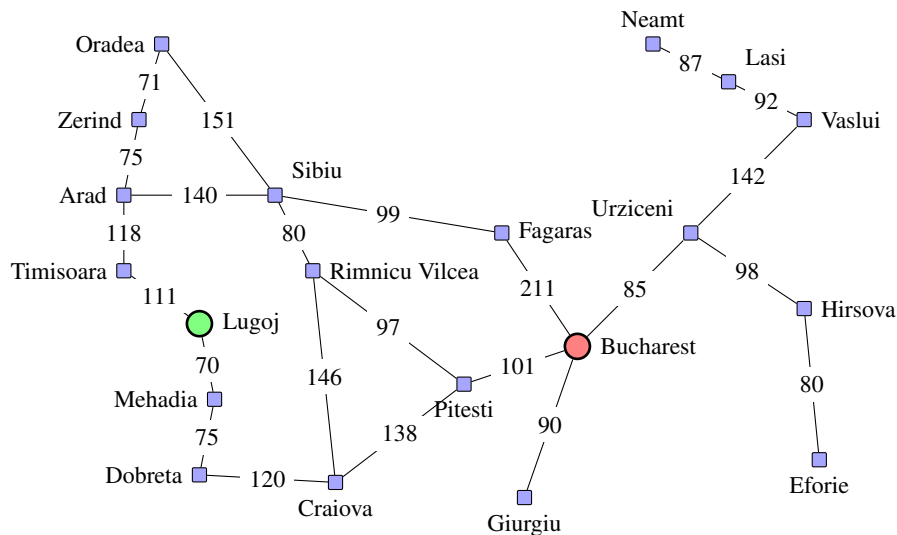 Neamt
Oradea
Lasi
87
71
92
Zerind
151
Vaslui
75
Sibiu
142
Arad
140
Urziceni
99
118
80
Fagaras
98
Timisoara
Rimnicu Vilcea
111
211
85
Hirsova
Lugoj
97
Bucharest
70
101
146
80
Mehadia
Pitesti
90
75
138
Dobreta
120
Craiova
Eforie
Giurgiu